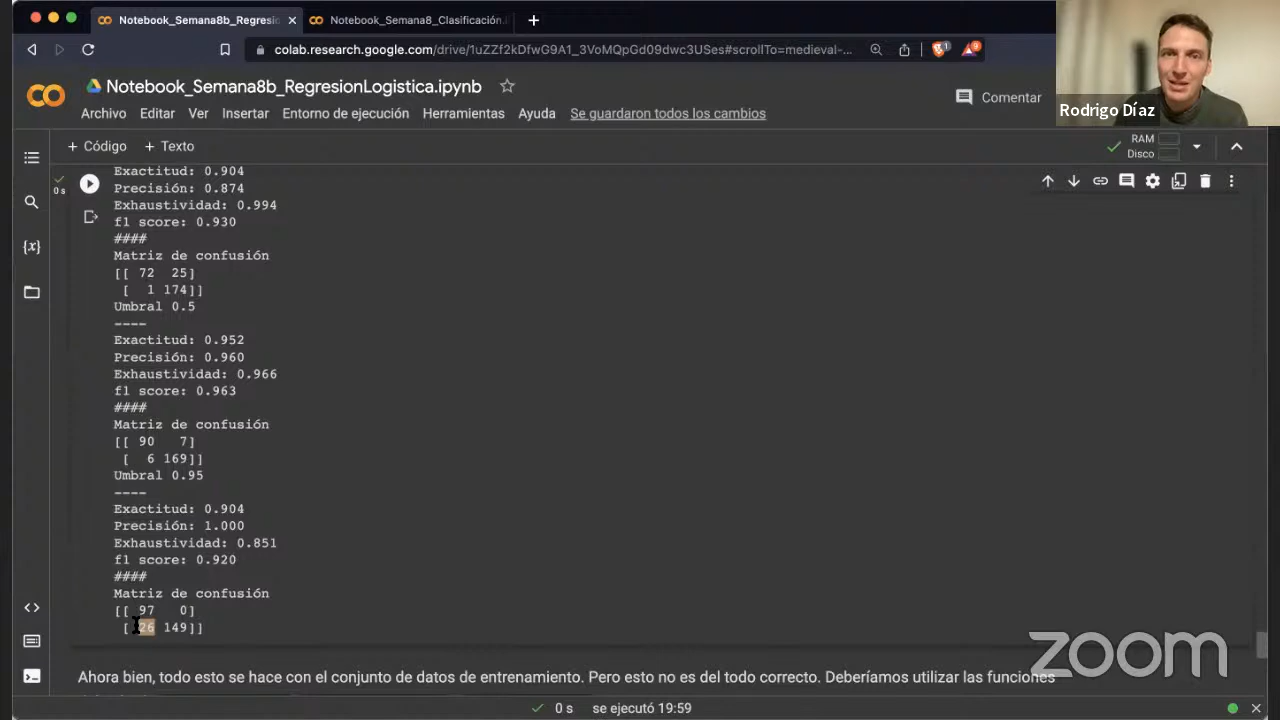 Notebook_Semana8b_Regresi
Notebook_Semana8_Clasificación.i
colab.research.google.com/drive/1uZZf2kDfwG9A1_3VoMQpGd09dwc3USes#scrollTo=medieval-...
1
9
Rodrigo Díaz
Notebook_Semana8b_RegresionLogistica.ipynb
Archivo Editar Ver Insertar Entorno de ejecución Herramientas Ayuda Se guardaron todos los cambios
Comentar
+ Código + Texto
RAM
Disco
0 s
{x}
Exactitud: 0.904
Precisión: 0.874
Exhaustividad: 0.994
f1 score: 0.930
####
Matriz de confusión
[[ 72 25]
[ 1 174]]
Umbral 0.5
----
Exactitud: 0.952
Precisión: 0.960
Exhaustividad: 0.966
f1 score: 0.963
####
Matriz de confusión
[[ 90 7]
[ 6 169]]
Umbral 0.95
----
Exactitud: 0.904
Precisión: 1.000
Exhaustividad: 0.851
f1 score: 0.920
####
Matriz de confusión
[[ 97 0]
[ 26 149]]
zoom
Ahora bien, todo esto se hace con el conjunto de datos de entrenamiento. Pero esto no es del todo correcto. Deberíamos utilizar las funciones
0 s se ejecutó 19:59